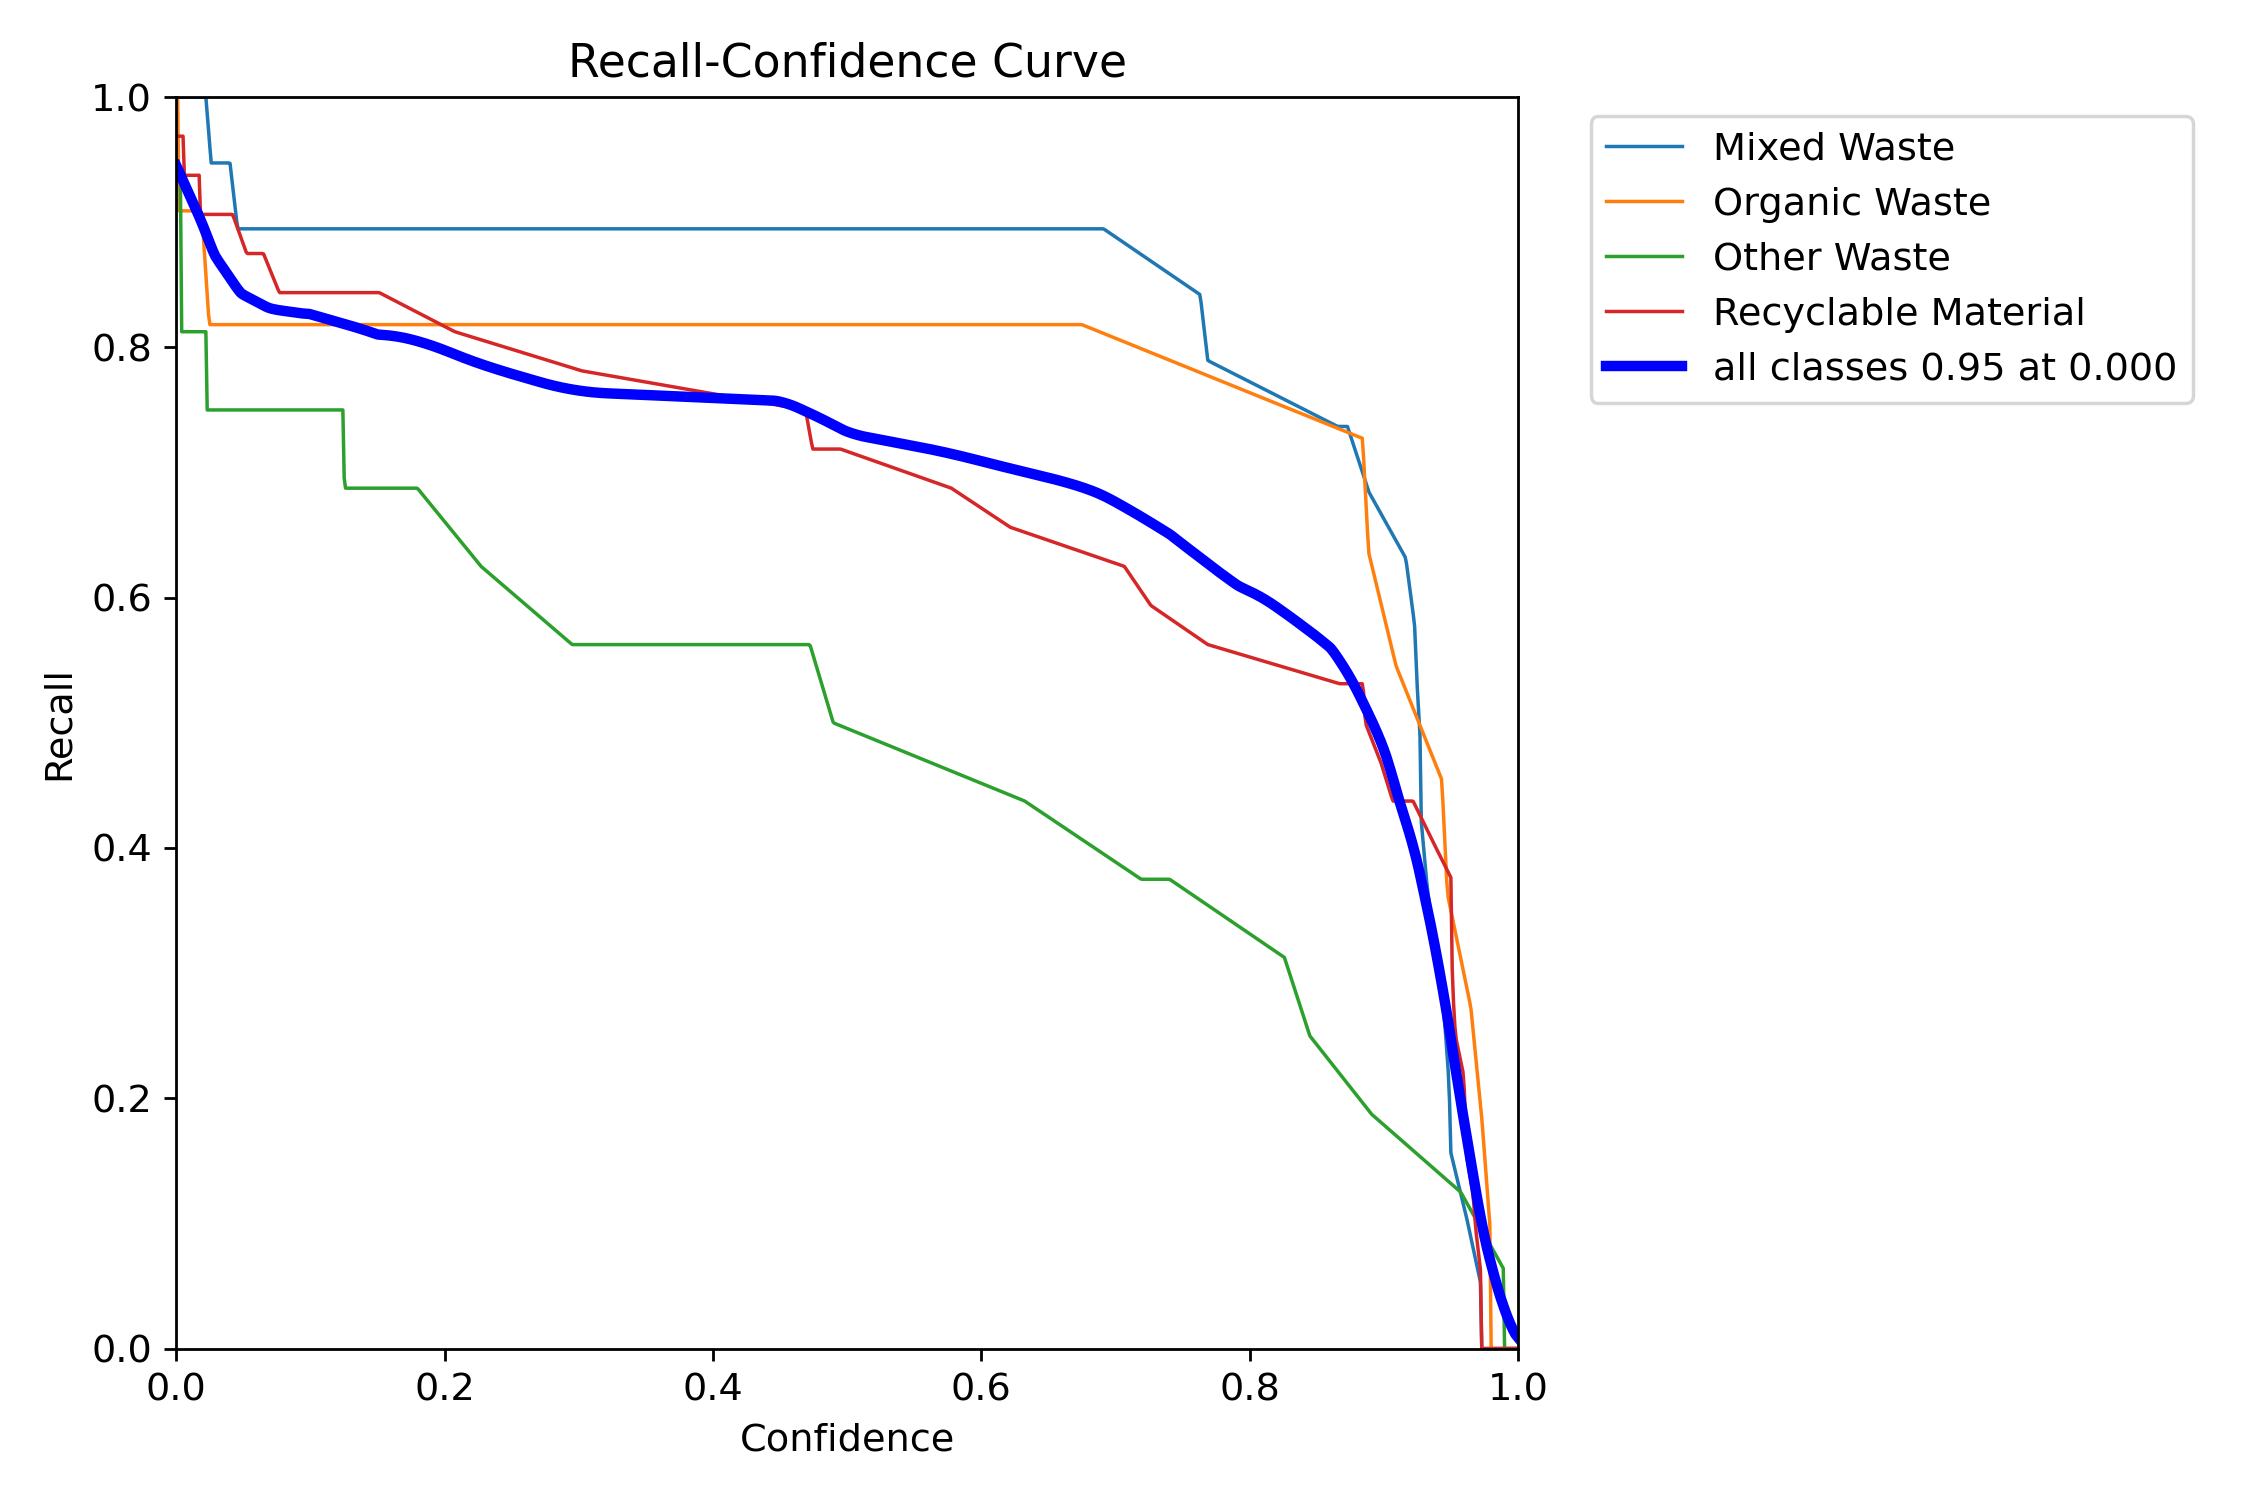 Recall-Confidence Curve
1.0
0.8
0.6
0.4
0.2
0.0
Recall
0.0 0.2 0.4 0.6 0.8 1.0
Confidence
Mixed Waste
Organic Waste
Other Waste
Recyclable Material
all classes 0.95 at 0.000